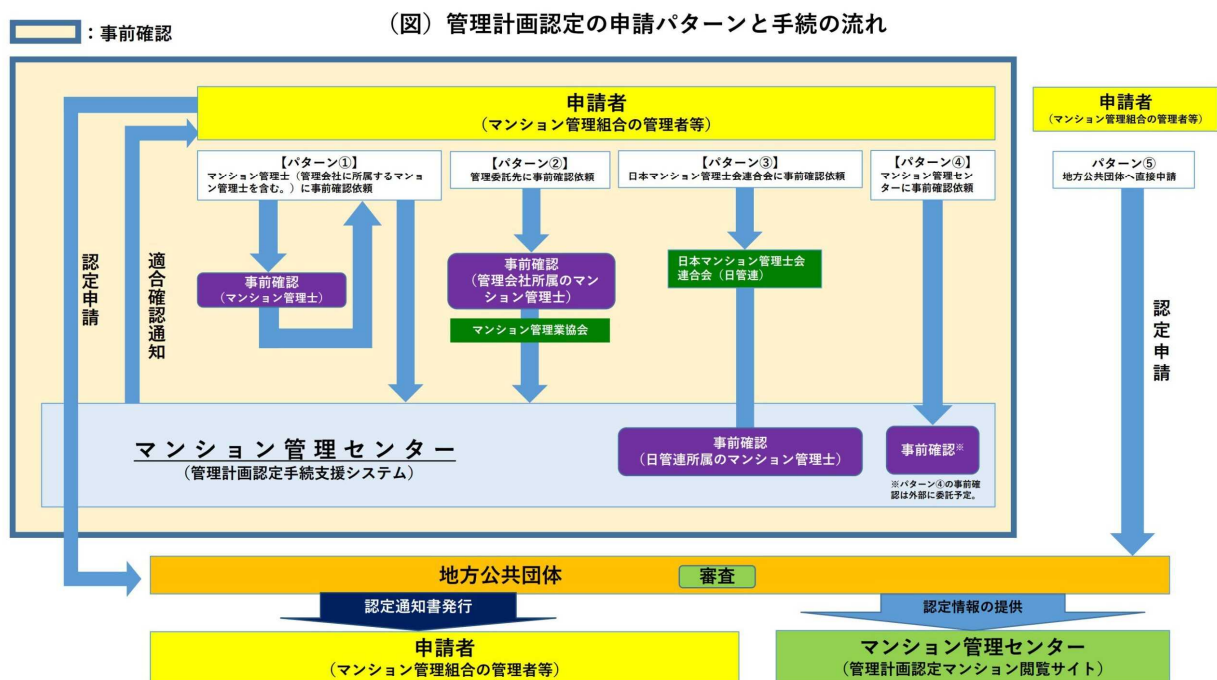 （図）管理計画認定の申請パターンと手続の流れ
：事前確認
申請者
（マンション管理組合の管理者等）
【パターン①】
マンション管理士（管理会社に所属するマン
ション管理士を含む。）に事前確認依頼
【パターン②】
管理委託先に事前確認依頼
【パターン③】
日本マンション管理士会連合会に事前確認依頼
【パターン④】
マンション管理セン
ターに事前確認依頼
申請者
（マンション管理組合の管理者等）
パターン⑤
地方公共団体へ直接申請
認定申請
適合確認通知
事前確認
（マンション管理士）
事前確認
（管理会社所属のマン
ション管理士）
マンション管理業協会
日本マンション管理士会
連合会（日管連）
認定申請
マンション管理センター
（管理計画認定手続支援システム）
事前確認
（日管連所属のマンション管理士）
事前確認※
※パターン④の事前確
認は外部に委託予定。
地方公共団体
審査
認定通知書発行
認定情報の提供
申請者
（マンション管理組合の管理者等）
マンション管理センター
（管理計画認定マンション閲覧サイト）